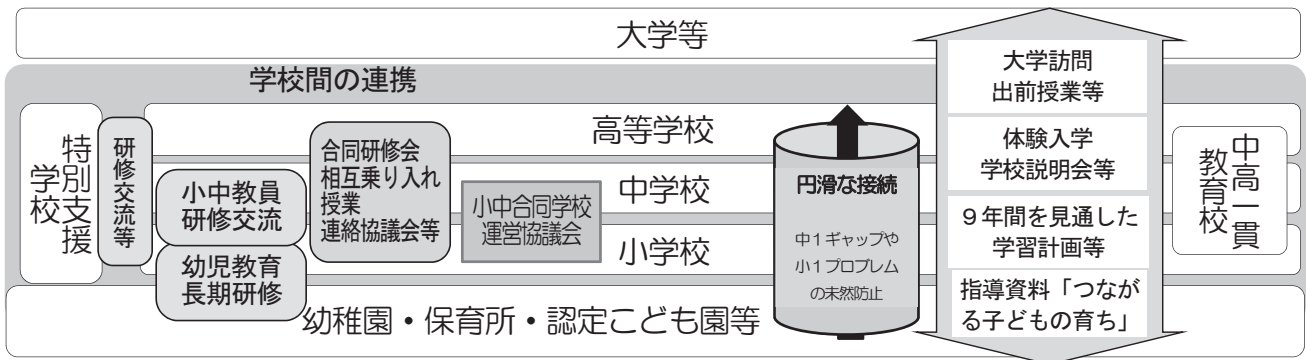 大学等
学校間の連携
特別支援
学校
研修交流等
高等学校
中学校
小学校
幼稚園・保育所・認定こども園等
小中教員
研修交流
幼児教育
長期研修
合同研修会
相互乗り入れ
授業
連絡協議会等
小中合同学校
運営協議会
円滑な接続
中1ギャップや
小1プロブレム
の未然防止
大学訪問
出前授業等
体験入学
学校説明会等
9年間を見通した
学習計画等
指導資料「つなが
る子どもの育ち」
中高一貫
教育校